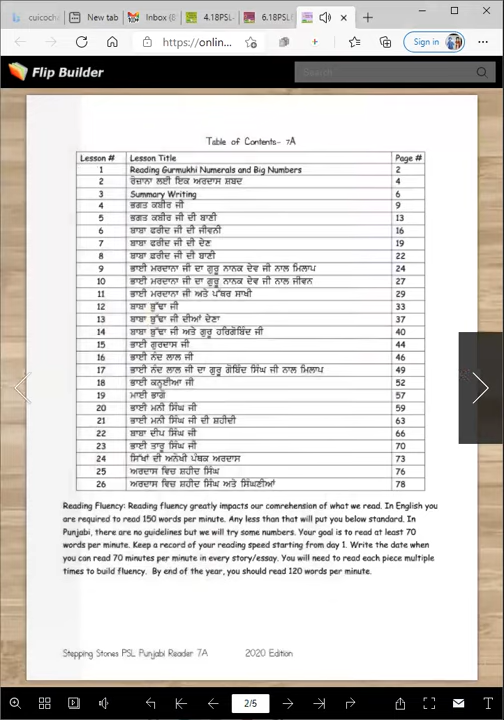 cuicoche
New tab
Inbox (8
4.18PSL-
6.18PSL
https://onlin...
Sign in
Flip Builder
Search
Table of Contents- 7A
Lesson # Lesson Title Page #
1 Reading Gurmukhi Numerals and Big Numbers 2
2 ਰੋਜ਼ਾਨਾ ਲਈ ਇਕ ਅਰਦਾਸ ਸ਼ਬਦ 4
3 Summary Writing 6
4 ਭਗਤ ਕਬੀਰ ਜੀ 9
5 ਭਗਤ ਕਬੀਰ ਜੀ ਦੀ ਬਾਣੀ 13
6 ਬਾਬਾ ਫਰੀਦ ਜੀ ਦੀ ਜੀਵਨੀ 16
7 ਬਾਬਾ ਫਰੀਦ ਜੀ ਦੀ ਦੇਣ 19
8 ਬਾਬਾ ਫ਼ਰੀਦ ਜੀ ਦੀ ਬਾਣੀ 22
9 ਭਾਈ ਮਰਦਾਨਾ ਜੀ ਦਾ ਗੁਰੂ ਨਾਨਕ ਦੇਵ ਜੀ ਨਾਲ ਮਿਲਾਪ 24
10 ਭਾਈ ਮਰਦਾਨਾ ਜੀ ਦਾ ਗੁਰੂ ਨਾਨਕ ਦੇਵ ਜੀ ਨਾਲ ਜੀਵਨ 27
11 ਭਾਈ ਮਰਦਾਨਾ ਜੀ ਅਤੇ ਪੱਥਰ ਸਾਖੀ 29
12 ਬਾਬਾ ਬੁੱਢਾ ਜੀ 33
13 ਬਾਬਾ ਬੁੱਢਾ ਜੀ ਦੀਆਂ ਦੇਣਾ 37
14 ਬਾਬਾ ਬੁੱਢਾ ਜੀ ਅਤੇ ਗੁਰੂ ਹਰਿਗੋਬਿੰਦ ਜੀ 40
15 ਭਾਈ ਗੁਰਦਾਸ ਜੀ 44
16 ਭਾਈ ਨੰਦ ਲਾਲ ਜੀ 46
17 ਭਾਈ ਨੰਦ ਲਾਲ ਜੀ ਦਾ ਗੁਰੂ ਗੋਬਿੰਦ ਸਿੰਘ ਜੀ ਨਾਲ ਮਿਲਾਪ 49
18 ਭਾਈ ਕਨ੍ਹਈਆ ਜੀ 52
19 ਮਾਈ ਭਾਗੋ 57
20 ਭਾਈ ਮਨੀ ਸਿੰਘ ਜੀ 59
21 ਭਾਈ ਮਨੀ ਸਿੰਘ ਜੀ ਦੀ ਸ਼ਹੀਦੀ 63
22 ਬਾਬਾ ਦੀਪ ਸਿੰਘ ਜੀ 66
23 ਭਾਈ ਤਾਰੂ ਸਿੰਘ ਜੀ 70
24 ਸਿੱਖਾਂ ਦੀ ਅਨੋਖੀ ਪੰਥਕ ਅਰਦਾਸ 73
25 ਅਰਦਾਸ ਵਿਚ ਸ਼ਹੀਦ ਸਿੰਘ 76
26 ਅਰਦਾਸ ਵਿਚ ਸ਼ਹੀਦ ਸਿੰਘ ਅਤੇ ਸਿੰਘਣੀਆਂ 78
Reading Fluency: Reading fluency greatly impacts our comrehension of what we read. In English you
are required to read 150 words per minute. Any less than that will put you below standard. In
Punjabi, there are no guidelines but we will try some numbers. Your goal is to read at least 70
words per minute. Keep a record of your reading speed starting from day 1. Write the date when
you can read 70 minutes per minute in every story/essay. You will need to read each piece multiple
times to build fluency. By end of the year, you should read 120 words per minute.
Stepping Stones PSL Punjabi Reader 7A 2020 Edition
2/5